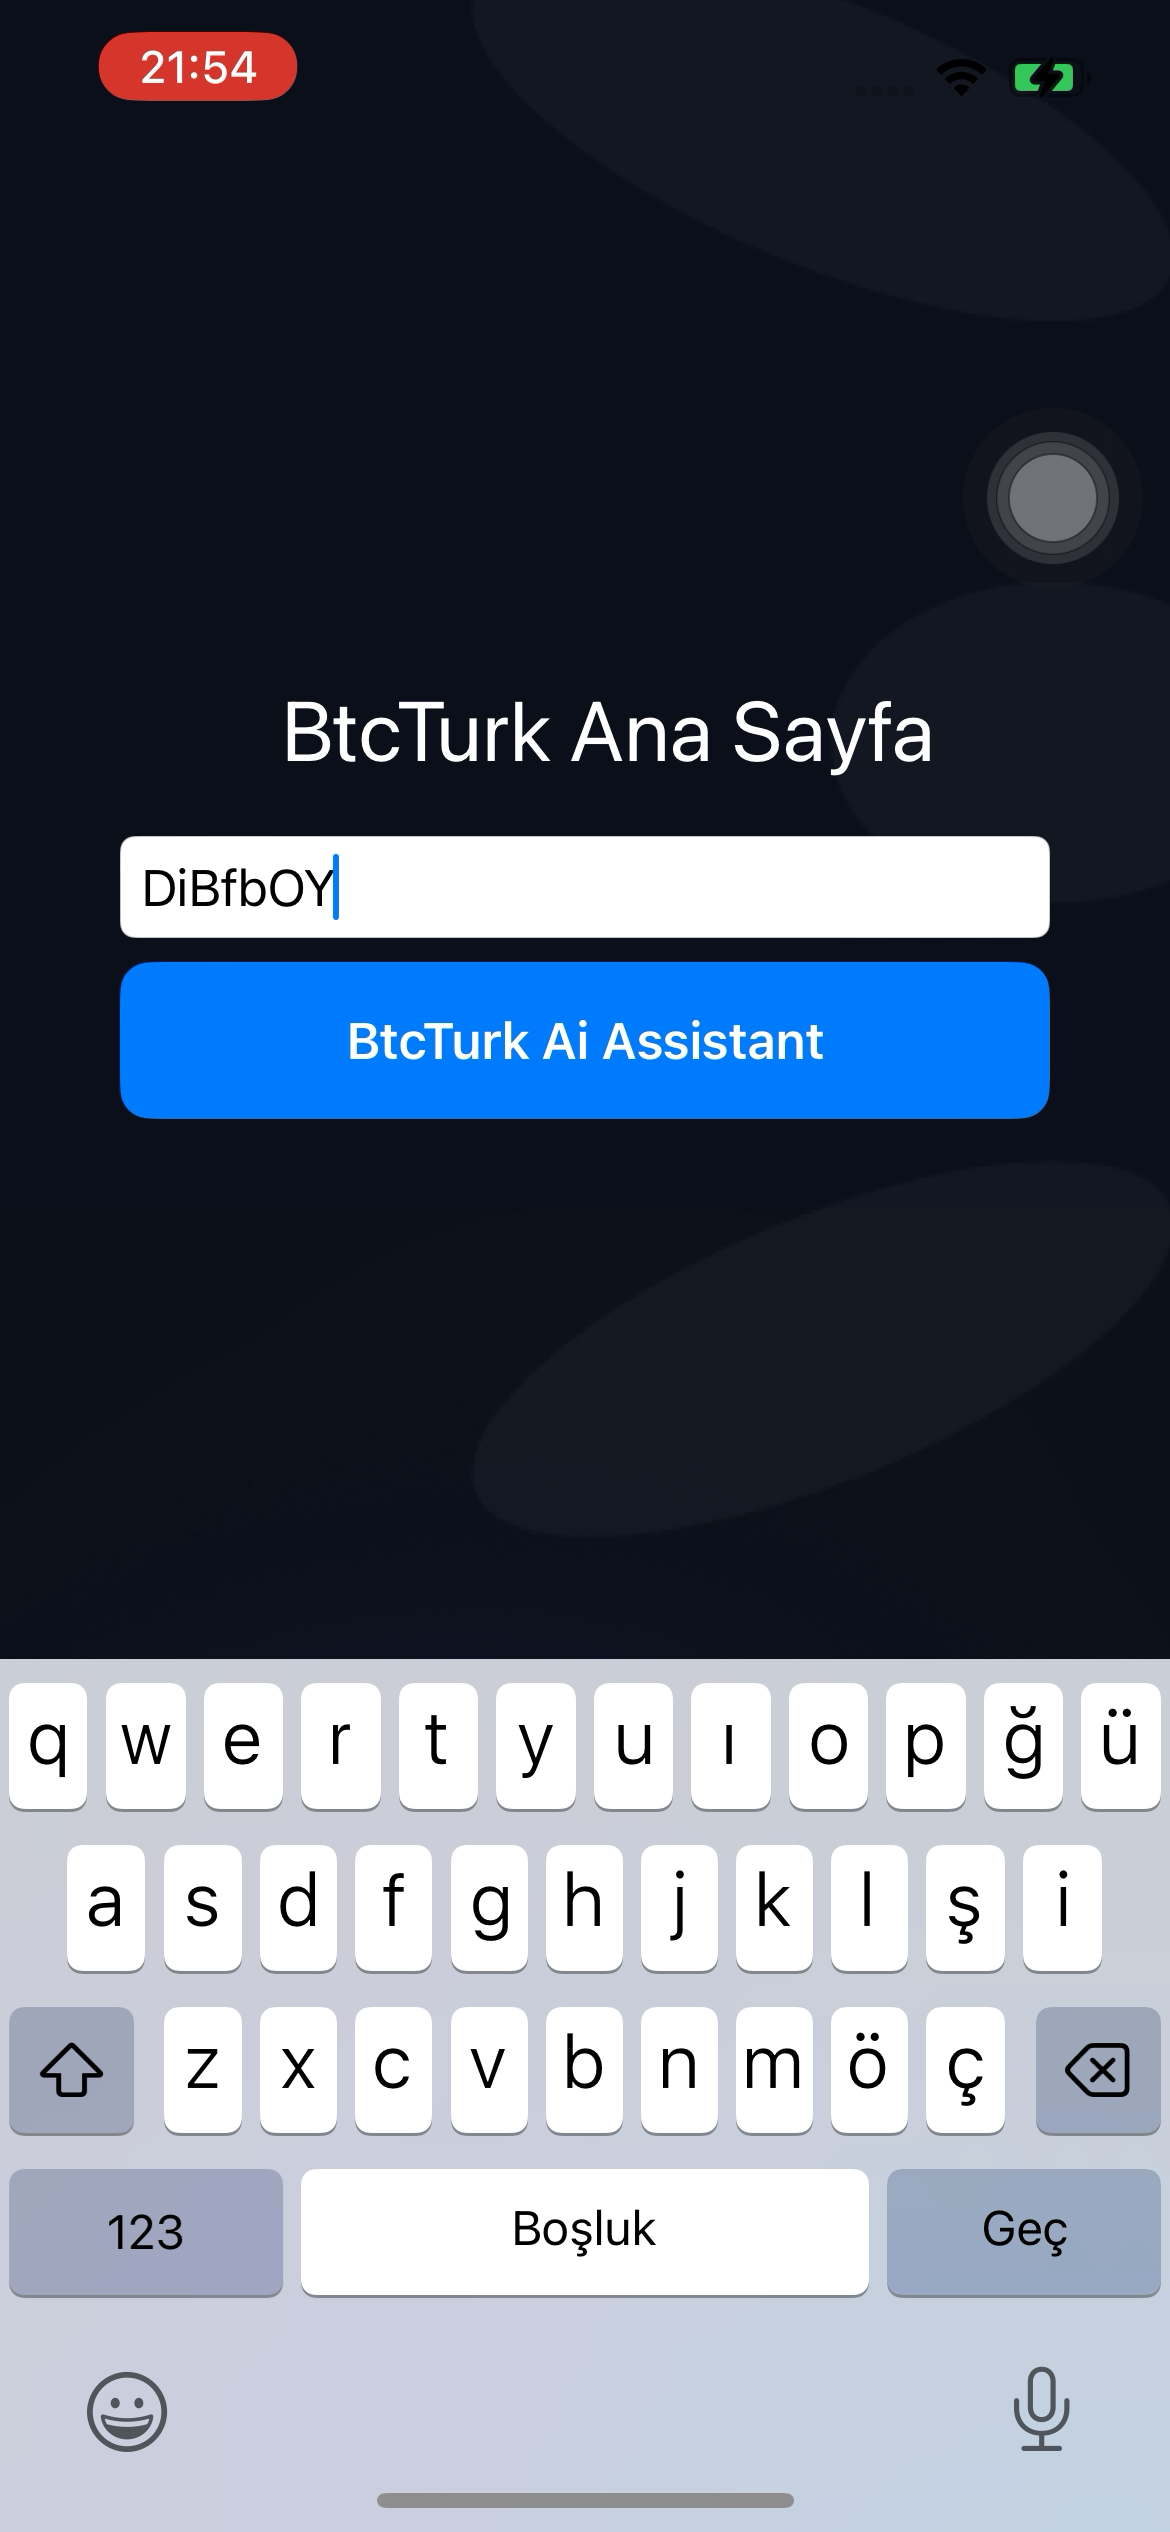 21:54
BtcTurk Ana Sayfa
DiBfbOY
BtcTurk Ai Assistant
q w e r t y u ı o p ğ ü
a s d f g h j k l ş i
z x c v b n m ö ç
123 Boşluk Geç